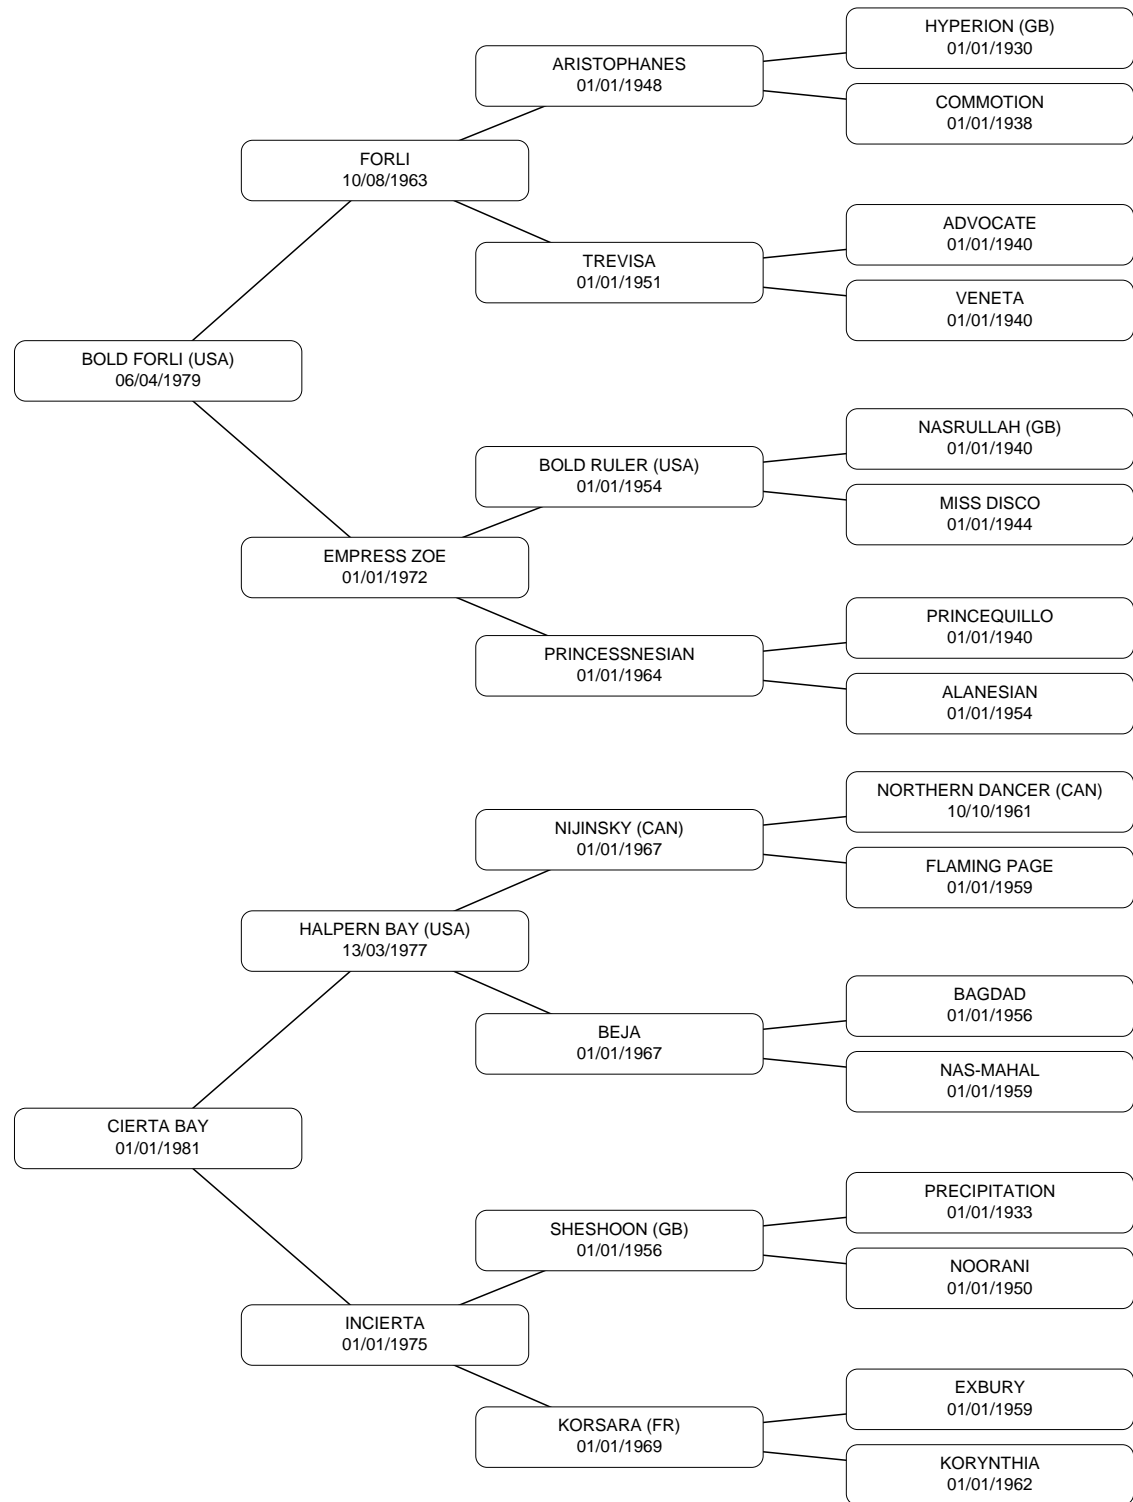 HYPERION (GB)
01/01/1930
ARISTOPHANES
01/01/1948
COMMOTION
01/01/1938
FORLI
10/08/1963
ADVOCATE
01/01/1940
TREVISA
01/01/1951
VENETA
01/01/1940
BOLD FORLI (USA)
06/04/1979
NASRULLAH (GB)
01/01/1940
BOLD RULER (USA)
01/01/1954
MISS DISCO
01/01/1944
EMPRESS ZOE
01/01/1972
PRINCEQUILLO
01/01/1940
PRINCESSNESIAN
01/01/1964
ALANESIAN
01/01/1954
NORTHERN DANCER (CAN)
10/10/1961
NIJINSKY (CAN)
01/01/1967
FLAMING PAGE
01/01/1959
HALPERN BAY (USA)
13/03/1977
BAGDAD
01/01/1956
BEJA
01/01/1967
NAS-MAHAL
01/01/1959
CIERTA BAY
01/01/1981
PRECIPITATION
01/01/1933
SHESHOON (GB)
01/01/1956
NOORANI
01/01/1950
INCIERTA
01/01/1975
EXBURY
01/01/1959
KORSARA (FR)
01/01/1969
KORYNTHIA
01/01/1962